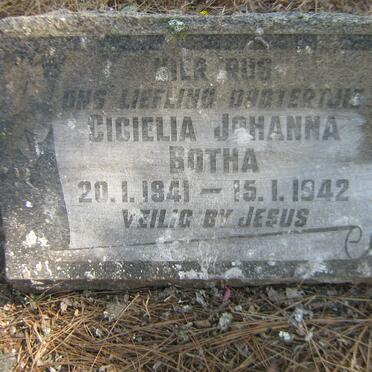 HIER RUS
ONS LIEFLING DOGTERTJIE
CICIELIA JOHANNA
BOTHA
20.1.1941 — 15.1.1942
VEILIG BY JESUS